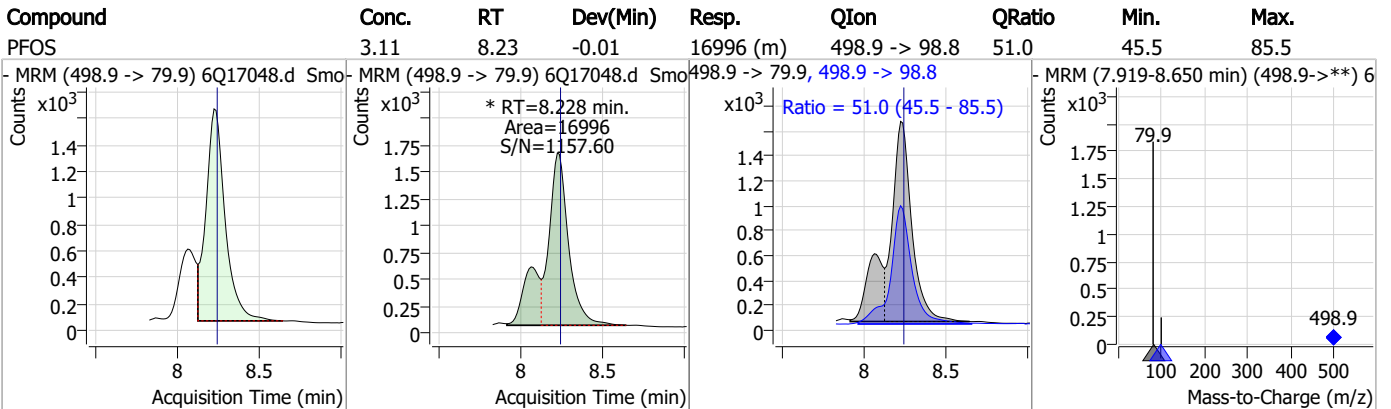 Compound Conc. RT Dev(Min) Resp. QIon QRatio Min. Max.
PFOS 3.11 8.23 -0.01 16996 (m) 498.9 -> 98.8 51.0 45.5 85.5
- MRM (498.9 -> 79.9) 6Q17048.d Smo
Counts
x10³
1.4
1.2
1
0.8
0.6
0.4
0.2
0
8 8.5
Acquisition Time (min)
- MRM (498.9 -> 79.9) 6Q17048.d Smo
Counts
x10³
* RT=8.228 min.
Area=16996
S/N=1157.60
1.75
1.5
1.25
1
0.75
0.5
0.25
0
8 8.5
Acquisition Time (min)
498.9 -> 79.9, 498.9 -> 98.8
Counts
x10³
Ratio = 51.0 (45.5 - 85.5)
1.4
1.2
1
0.8
0.6
0.4
0.2
0
8 8.5
Acquisition Time (min)
- MRM (7.919-8.650 min) (498.9->**) 6
Counts
x10³
79.9
1.75
1.5
1.25
1
0.75
0.5
0.25
0
498.9
100 200 300 400 500
Mass-to-Charge (m/z)